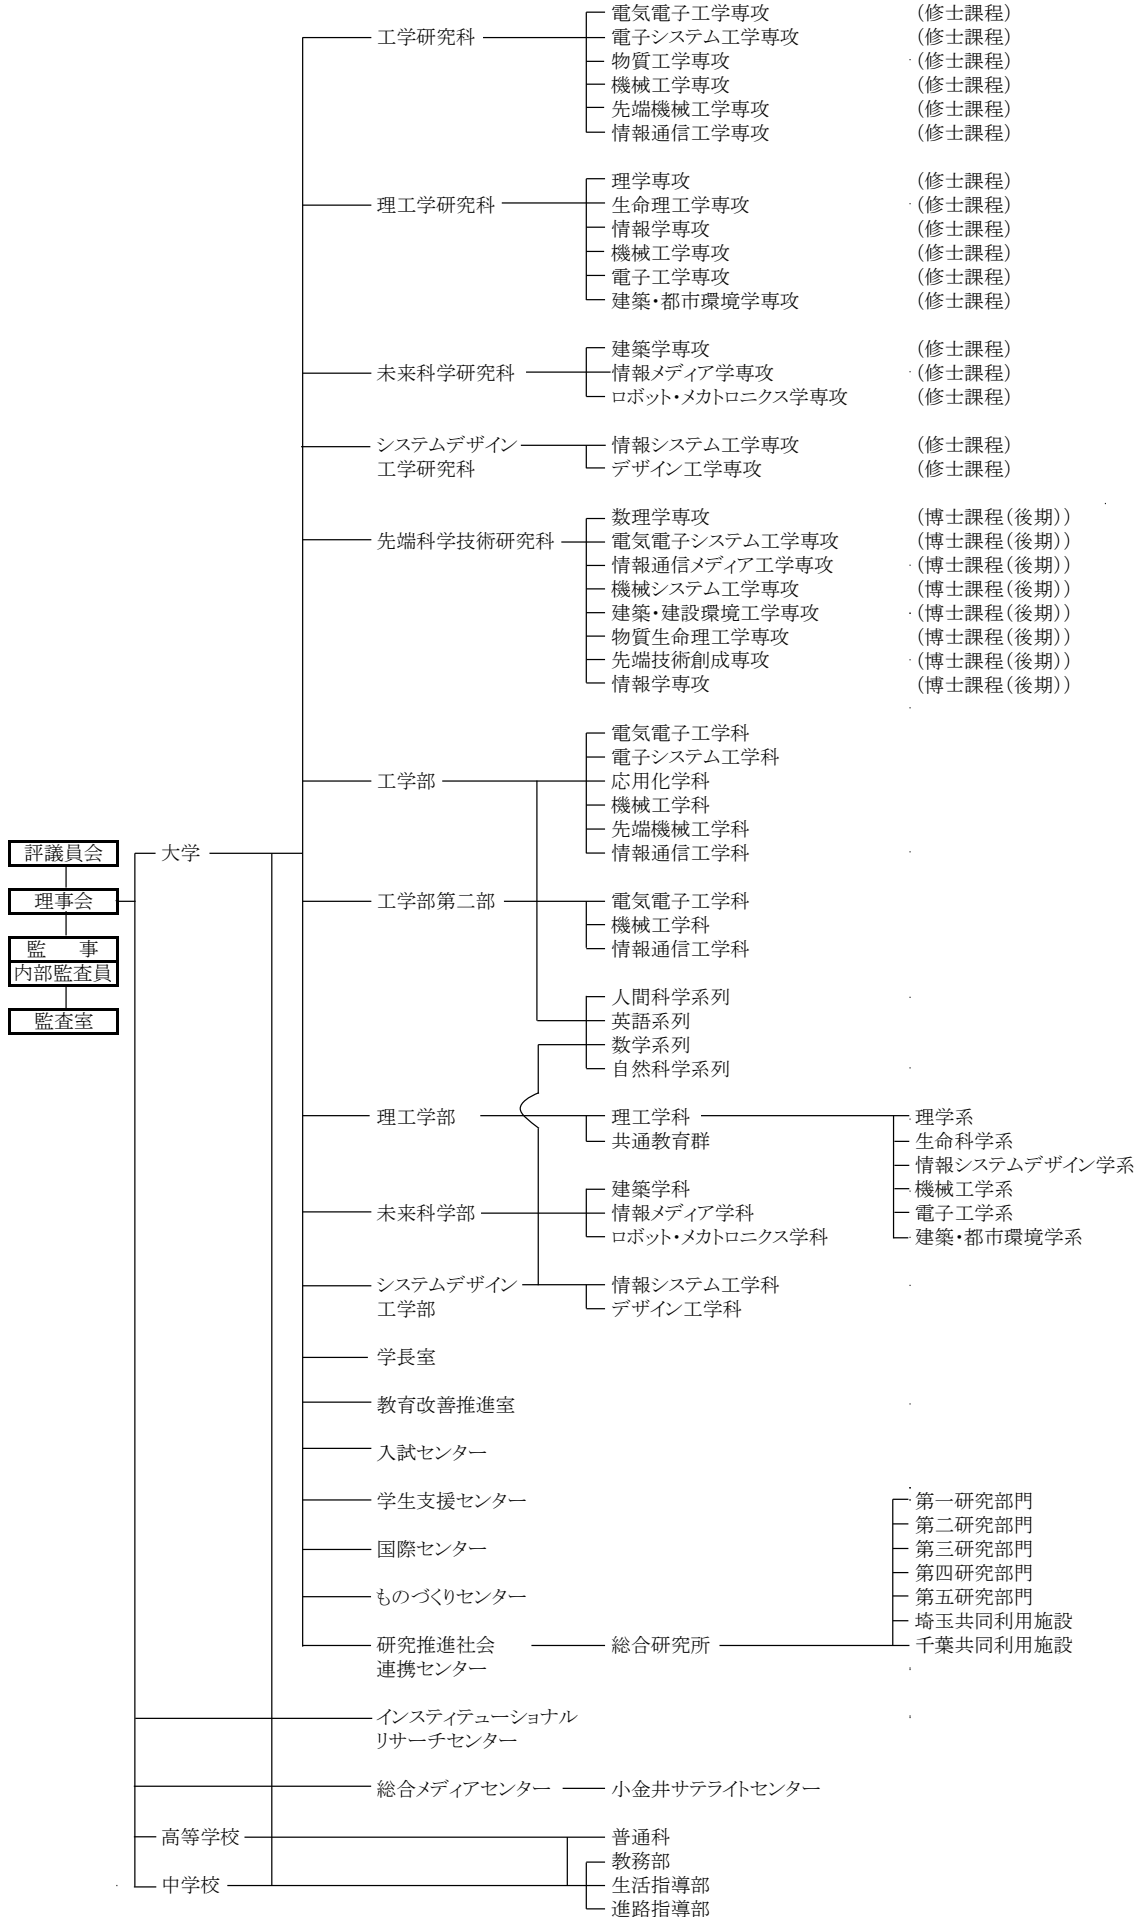 電気電子工学専攻 (修士課程)
工学研究科 電子システム工学専攻 (修士課程)
物質工学専攻 (修士課程)
機械工学専攻 (修士課程)
先端機械工学専攻 (修士課程)
情報通信工学専攻 (修士課程)
理学専攻 (修士課程)
理工学研究科 生命理工学専攻 (修士課程)
情報学専攻 (修士課程)
機械工学専攻 (修士課程)
電子工学専攻 (修士課程)
建築・都市環境学専攻 (修士課程)
建築学専攻 (修士課程)
未来科学研究科 情報メディア学専攻 (修士課程)
ロボット・メカトロニクス学専攻 (修士課程)
システムデザイン 情報システム工学専攻 (修士課程)
工学研究科 デザイン工学専攻 (修士課程)
数理学専攻 (博士課程(後期))
先端科学技術研究科 電気電子システム工学専攻 (博士課程(後期))
情報通信メディア工学専攻 (博士課程(後期))
機械システム工学専攻 (博士課程(後期))
建築・建設環境工学専攻 (博士課程(後期))
物質生命理工学専攻 (博士課程(後期))
先端技術創成専攻 (博士課程(後期))
情報学専攻 (博士課程(後期))
電気電子工学科
電子システム工学科
工学部 応用化学科
機械工学科
先端機械工学科
評議員会 大学 情報通信工学科
理事会 工学部第二部 電気電子工学科
機械工学科
監 事 情報通信工学科
内部監査員
人間科学系列
監査室 英語系列
数学系列
自然科学系列
理工学部 理工学科 理学系
共通教育群 生命科学系
情報システムデザイン学系
建築学科 機械工学系
未来科学部 情報メディア学科 電子工学系
ロボット・メカトロニクス学科 建築・都市環境学系
システムデザイン 情報システム工学科
工学部 デザイン工学科
学長室
教育改善推進室
入試センター
学生支援センター 第一研究部門
第二研究部門
国際センター 第三研究部門
第四研究部門
ものづくりセンター 第五研究部門
埼玉共同利用施設
研究推進社会 総合研究所 千葉共同利用施設
連携センター
インスティテューショナル
リサーチセンター
総合メディアセンター 小金井サテライトセンター
高等学校 普通科
教務部
中学校 生活指導部
進路指導部